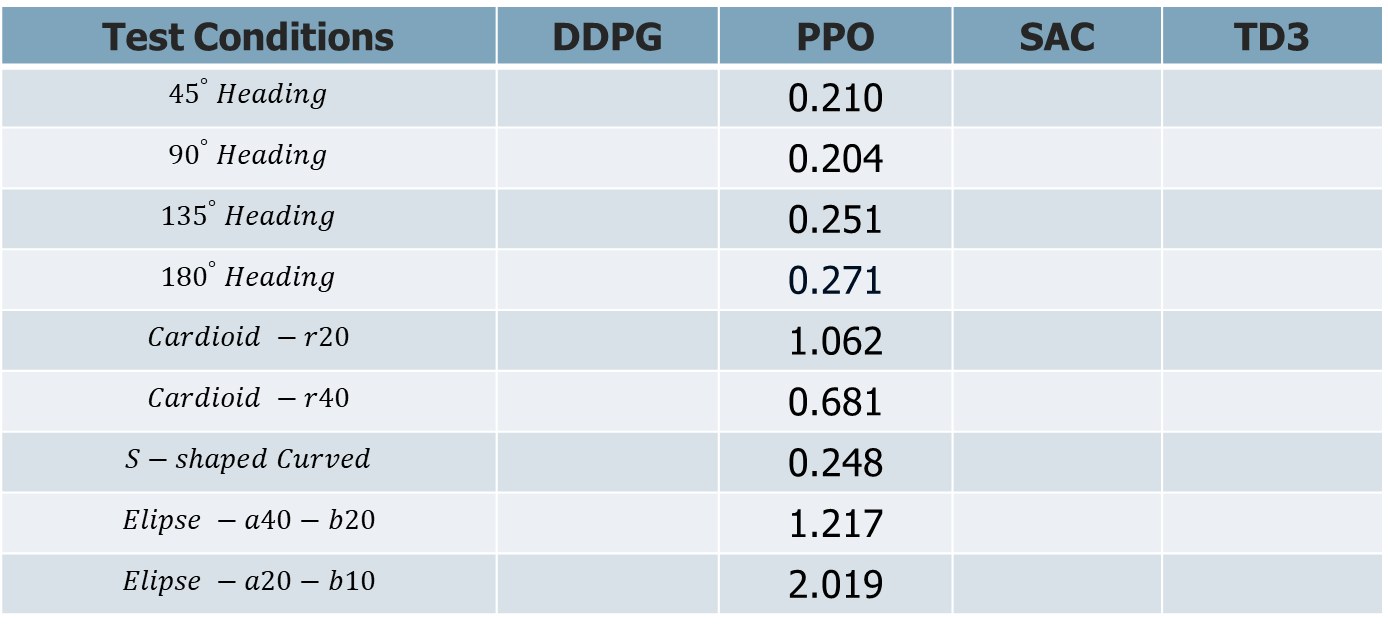 Test Conditions DDPG PPO SAC TD3
45° Heading 0.210
90° Heading 0.204
135° Heading 0.251
180° Heading 0.271
Cardioid − r20 1.062
Cardioid − r40 0.681
S − shaped Curved 0.248
Elipse − a40 − b20 1.217
Elipse − a20 − b10 2.019